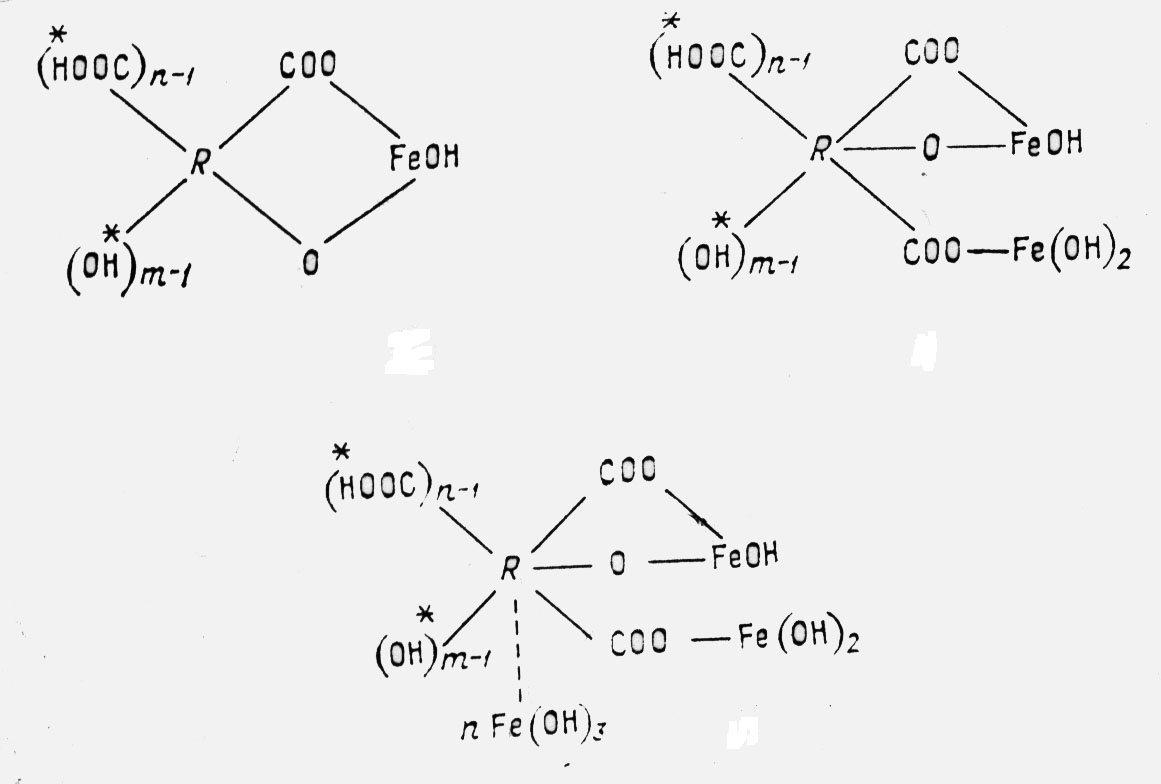 * *
(HOOC)n-1 COO (HOOC)n-1 COO
R FeOH R O FeOH
* *
(OH)m-1 O (OH)m-1 COO Fe(OH)2
*
(HOOC)n-1 COO
R O FeOH
*
(OH)m-1 COO Fe(OH)2
n Fe(OH)3